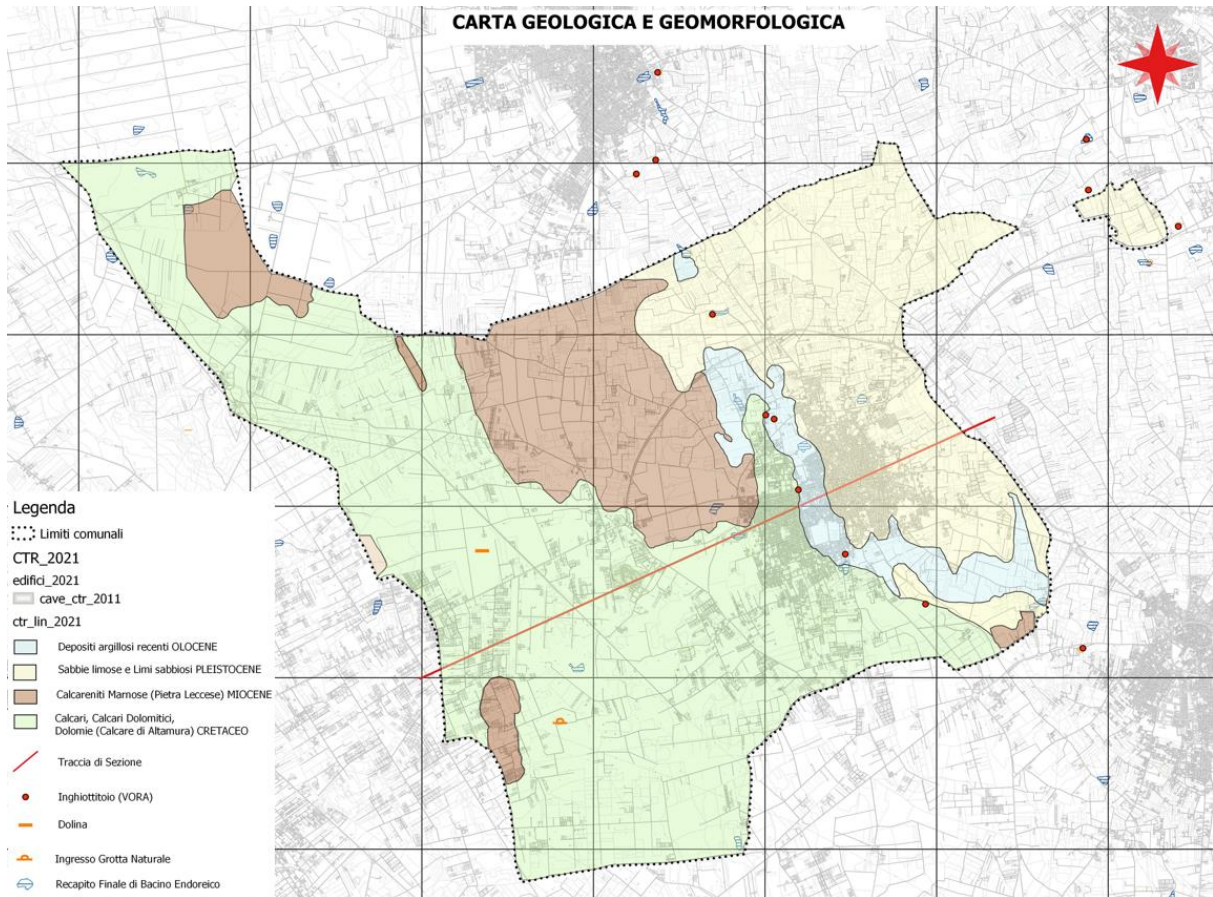 CARTA GEOLOGICA E GEOMORFOLOGICA
Legenda
Limiti comunali
CTR_2021
edifici_2021
cave_ctr_2011
ctr_lin_2021
Depositi argillosi recenti OLOCENE
Sabbie limose e Limi sabbiosi PLEISTOCENE
Calcareniti Marnose (Pietra Leccese) MIOCENE
Calcari, Calcari Dolomitici,
Dolomie (Calcare di Altamura) CRETACEO
Traccia di Sezione
Inghiottitoio (VORA)
Dolina
Ingresso Grotta Naturale
Recapito Finale di Bacino Endoreico